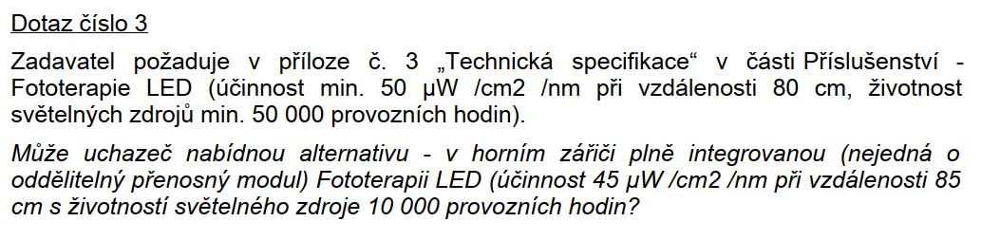 Dotaz číslo 3
Zadavatel požaduje v příloze č. 3 „Technická specifikace“ v části Příslušenství -
Fototerapie LED (účinnost min. 50 µW /cm2 /nm při vzdálenosti 80 cm, životnost
světelných zdrojů min. 50 000 provozních hodin).
Může uchazeč nabídnou alternativu - v horním zářiči plně integrovanou (nejedná o
oddělitelný přenosný modul) Fototerapii LED (účinnost 45 µW /cm2 /nm při vzdálenosti 85
cm s životností světelného zdroje 10 000 provozních hodin?